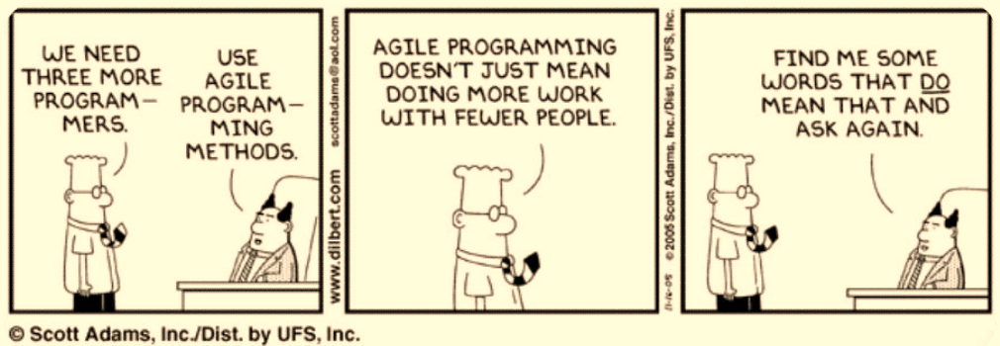 WE NEED
THREE MORE
PROGRAM—
MERS.
USE
AGILE
PROGRAM—
MING
METHODS.
www.dilbert.com scottadams@aol.com
AGILE PROGRAMMING
DOESN'T JUST MEAN
DOING MORE WORK
WITH FEWER PEOPLE.
11-16-05 © 2005 Scott Adams, Inc./Dist. by UFS, Inc.
FIND ME SOME
WORDS THAT DO
MEAN THAT AND
ASK AGAIN.
© Scott Adams, Inc./Dist. by UFS, Inc.